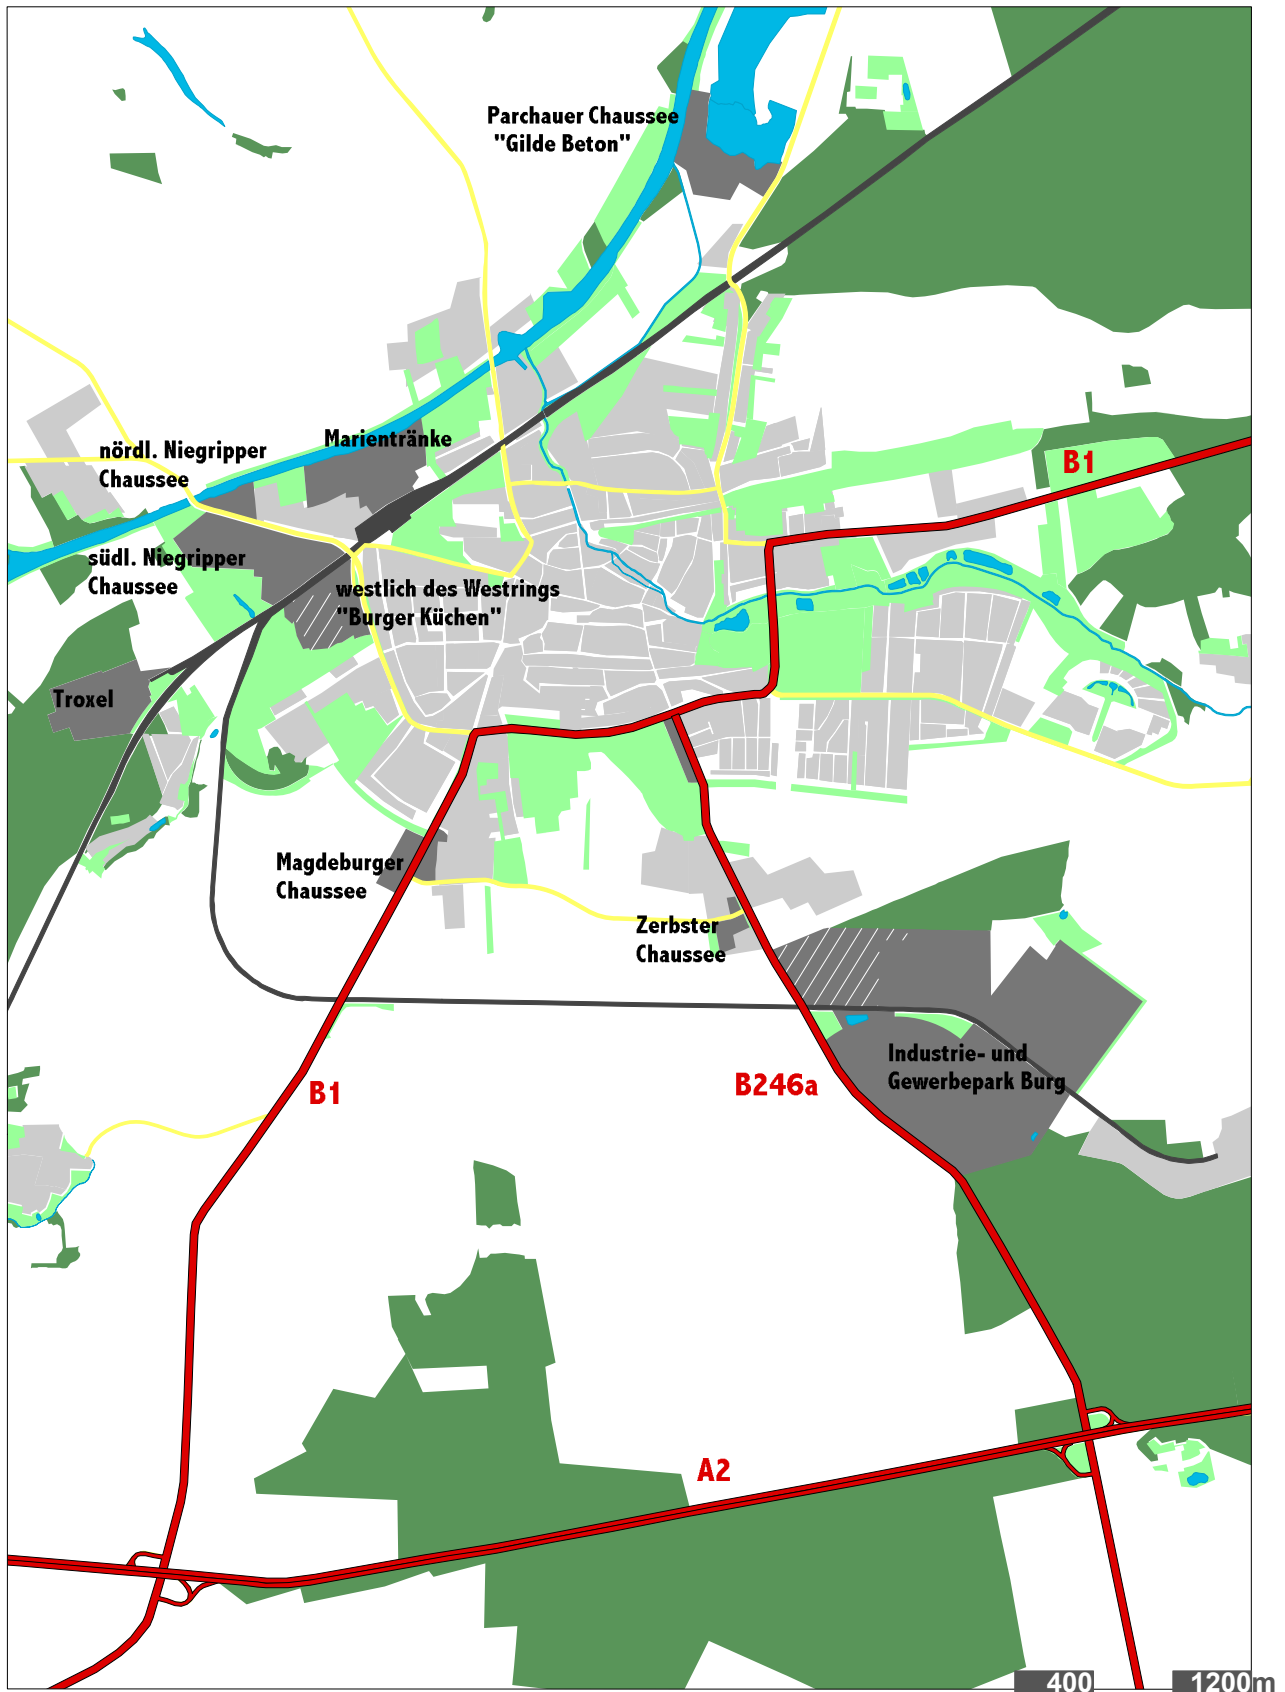 Parchauer Chaussee
"Gilde Beton"
Marientränke
nördl. Niegripper
Chaussee
B1
südl. Niegripper
Chaussee
westlich des Westrings
"Burger Küchen"
Troxel
Magdeburger
Chaussee
Zerbster
Chaussee
Industrie- und
Gewerbepark Burg
B1
B246a
A2
400 1200m